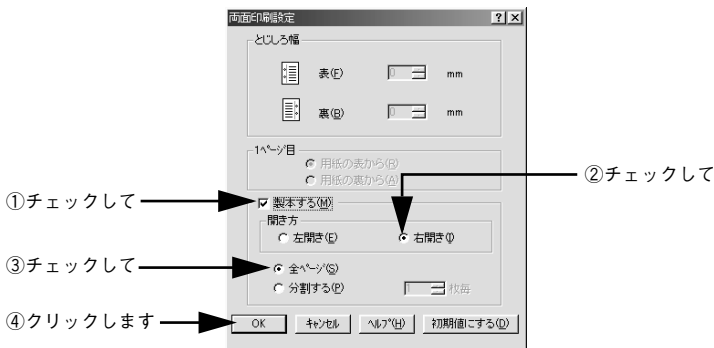 両面印刷設定
とじしろ幅
表(F) 0 mm
裏(B) 0 mm
1ページ目
用紙の表から(R)
用紙の裏から(A)
②チェックして
①チェックして
製本する(M)
開き方
左開き(E) 右開き(I)
③チェックして
全ページ(S)
分割する(P) 1 枚毎
④クリックします
OK キャンセル ヘルプ(H) 初期値にする(D)